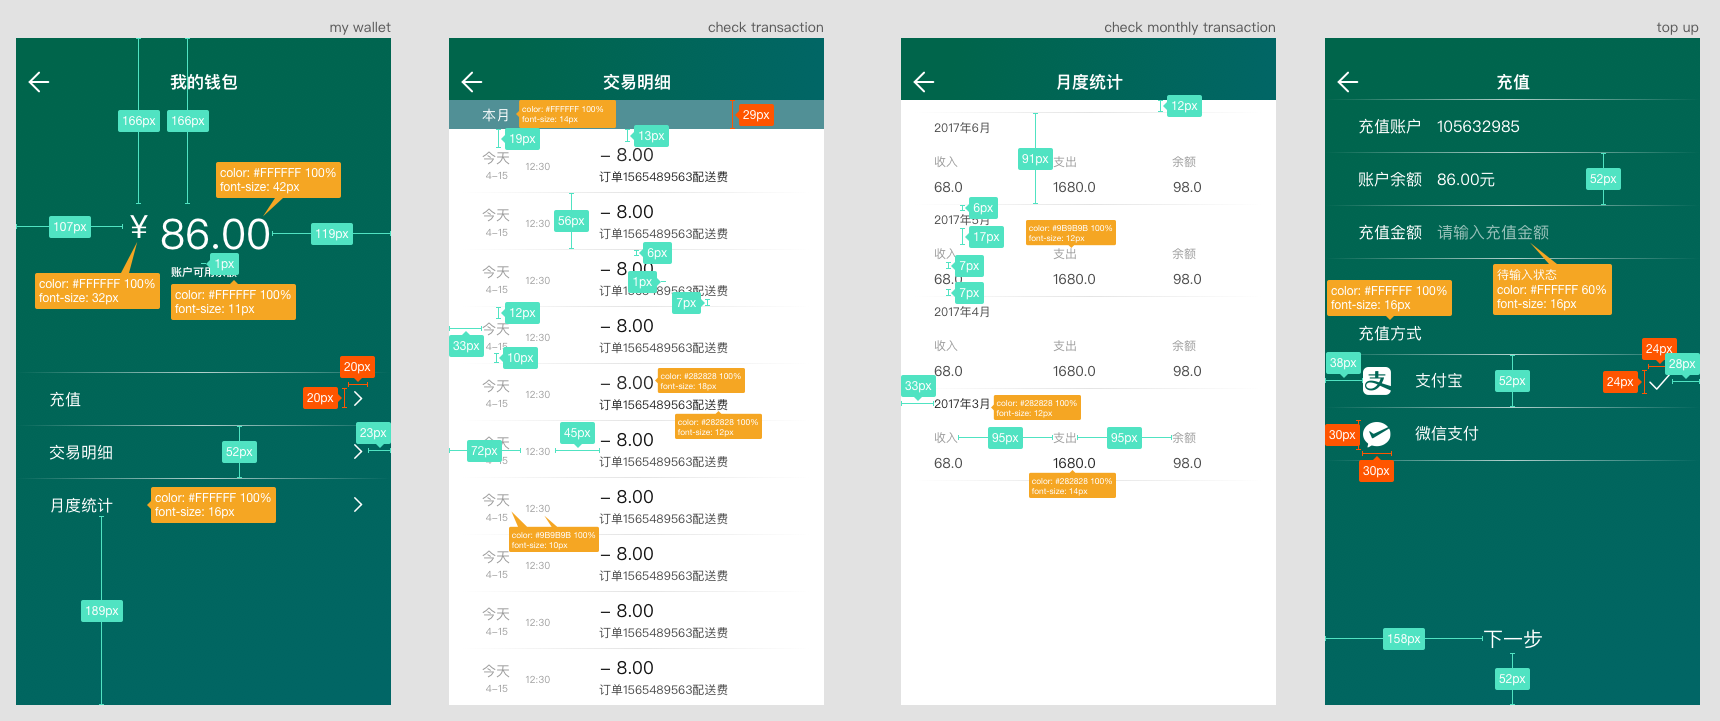 my wallet
我的钱包
166px
166px
color: #FFFFFF 100%
font-size: 42px
107px
¥ 86.00
119px
1px
账户可用余额
color: #FFFFFF 100%
font-size: 32px
color: #FFFFFF 100%
font-size: 11px
20px
充值
20px
23px
交易明细
52px
月度统计
color: #FFFFFF 100%
font-size: 16px
189px
check transaction
交易明细
本月
color: #FFFFFF 100%
font-size: 14px
29px
19px
13px
今天
4-15
12:30
– 8.00
订单1565489563配送费
今天
4-15
12:30
56px
– 8.00
订单1565489563配送费
6px
今天
4-15
12:30
– 8.00
1px
订单1565489563配送费
7px
12px
今天
4-15
12:30
– 8.00
订单1565489563配送费
33px
10px
今天
4-15
12:30
– 8.00
color: #282828 100%
font-size: 18px
订单1565489563配送费
color: #282828 100%
font-size: 12px
45px
72px
今天
12:30
– 8.00
订单1565489563配送费
今天
4-15
12:30
– 8.00
订单1565489563配送费
color: #9B9B9B 100%
font-size: 10px
今天
4-15
12:30
– 8.00
订单1565489563配送费
今天
4-15
12:30
– 8.00
订单1565489563配送费
今天
4-15
12:30
– 8.00
订单1565489563配送费
check monthly transaction
月度统计
12px
2017年6月
91px
收入 支出 余额
68.0 1680.0 98.0
6px
2017年5月
17px
color: #9B9B9B 100%
font-size: 12px
收入 支出 余额
7px
68.0 1680.0 98.0
7px
2017年4月
收入 支出 余额
68.0 1680.0 98.0
33px
2017年3月
color: #282828 100%
font-size: 12px
收入 95px 支出 95px 余额
68.0 1680.0 98.0
color: #282828 100%
font-size: 14px
top up
充值
充值账户 105632985
账户余额 86.00元
52px
充值金额 请输入充值金额
待输入状态
color: #FFFFFF 60%
font-size: 16px
color: #FFFFFF 100%
font-size: 16px
充值方式
24px
38px
28px
支
支付宝
52px
24px
30px
微信支付
30px
158px
下一步
52px